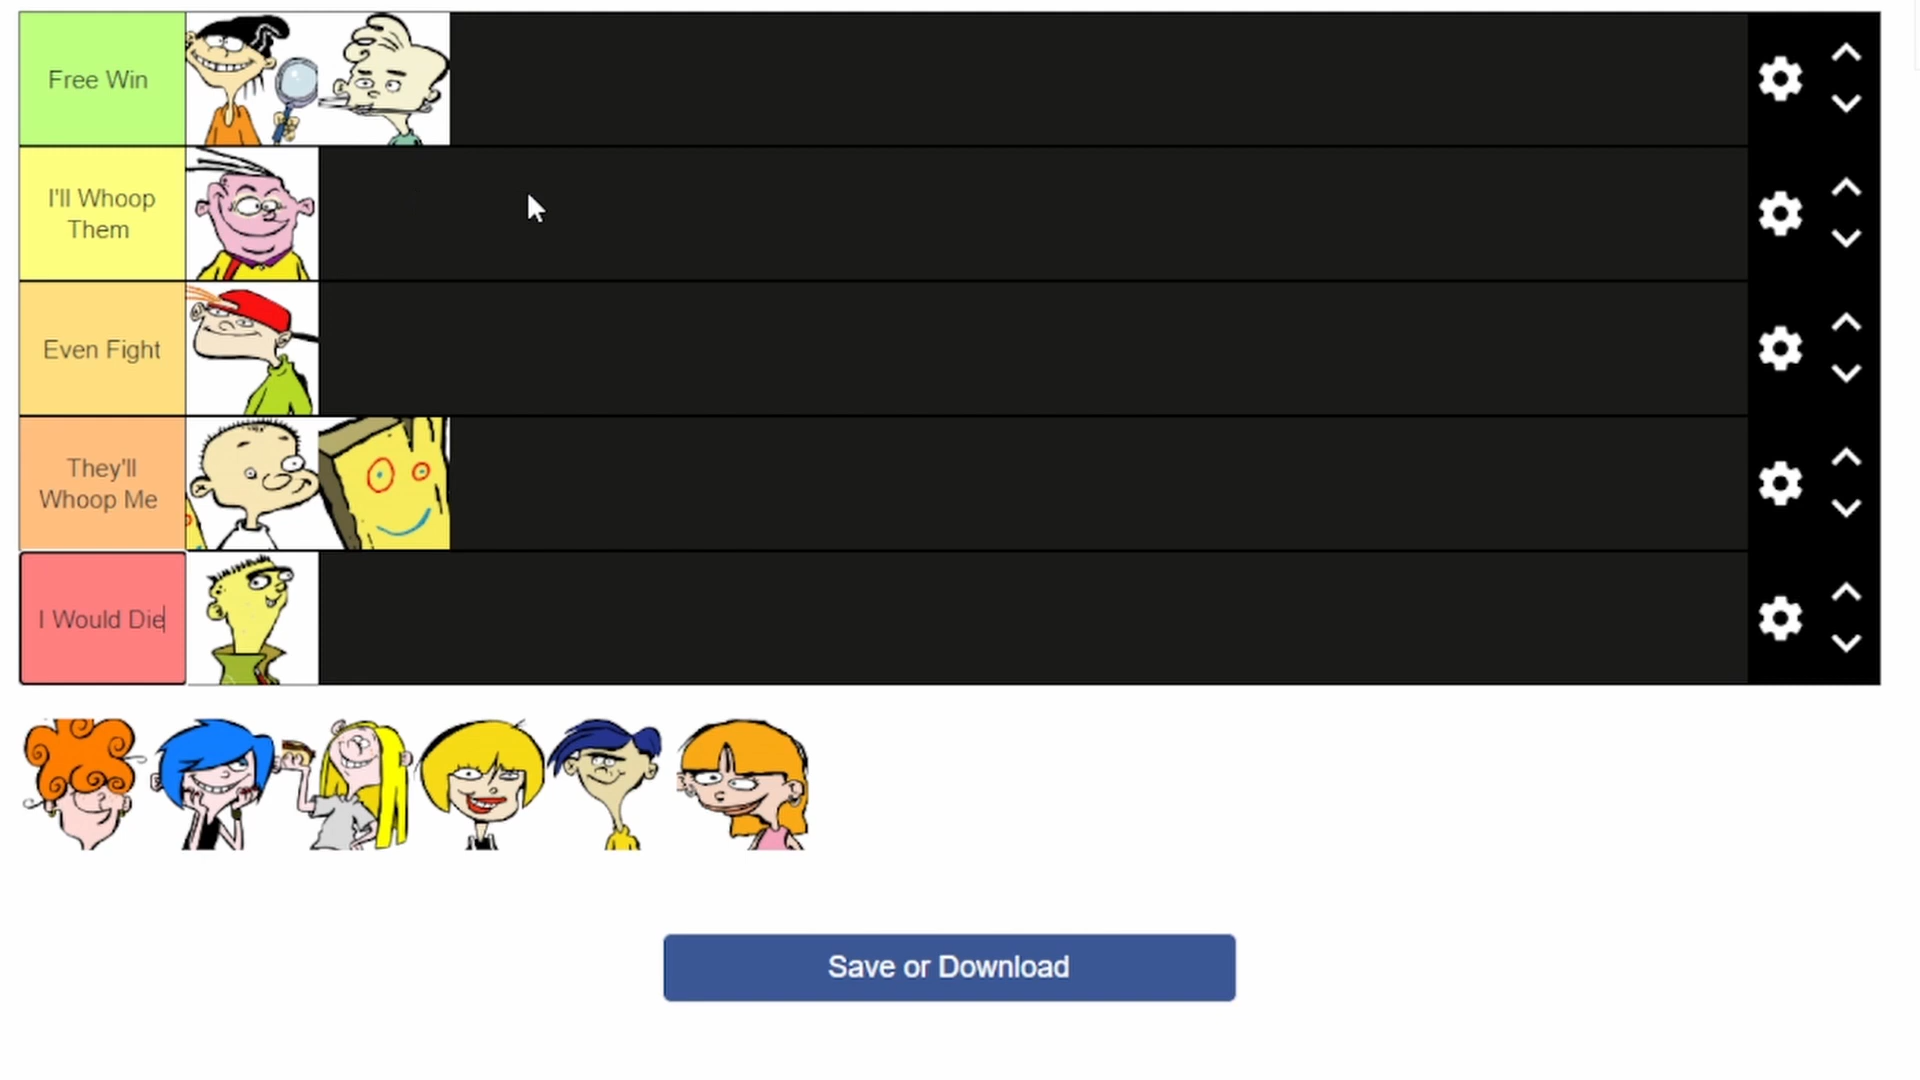 Free Win
I'll Whoop
Them
Even Fight
They'll
Whoop Me
I Would Die
Save or Download